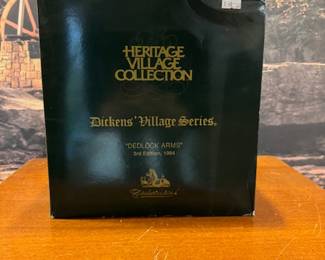 HERITAGE
VILLAGE
COLLECTION
Dickens' Village Series®
"DEDLOCK ARMS"
3rd Edition, 1994